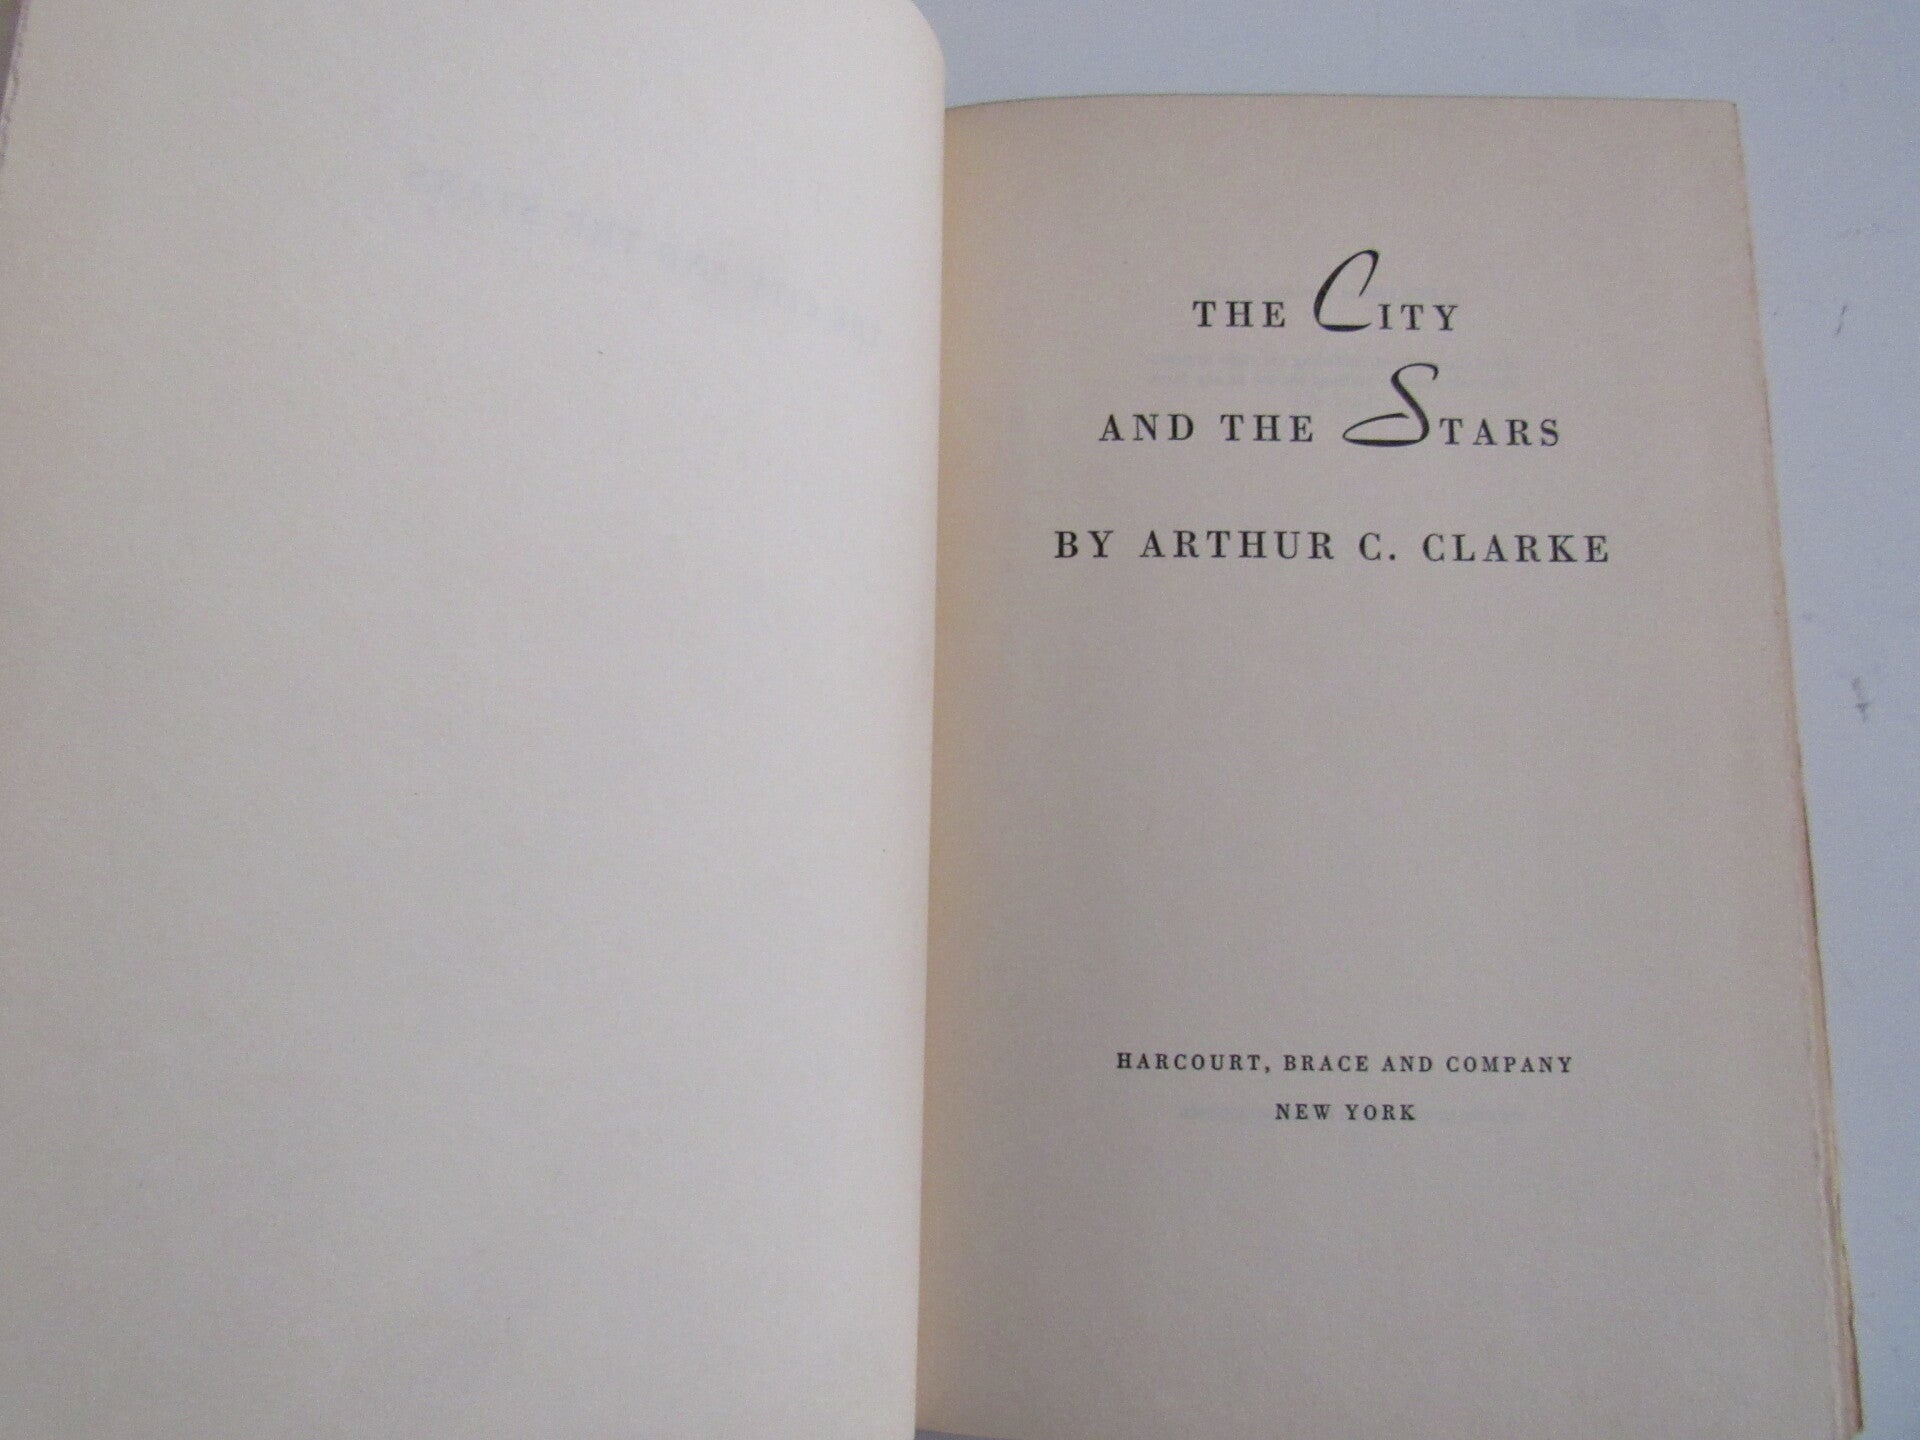 THE CITY
AND THE STARS
BY ARTHUR C. CLARKE
HARCOURT, BRACE AND COMPANY
NEW YORK